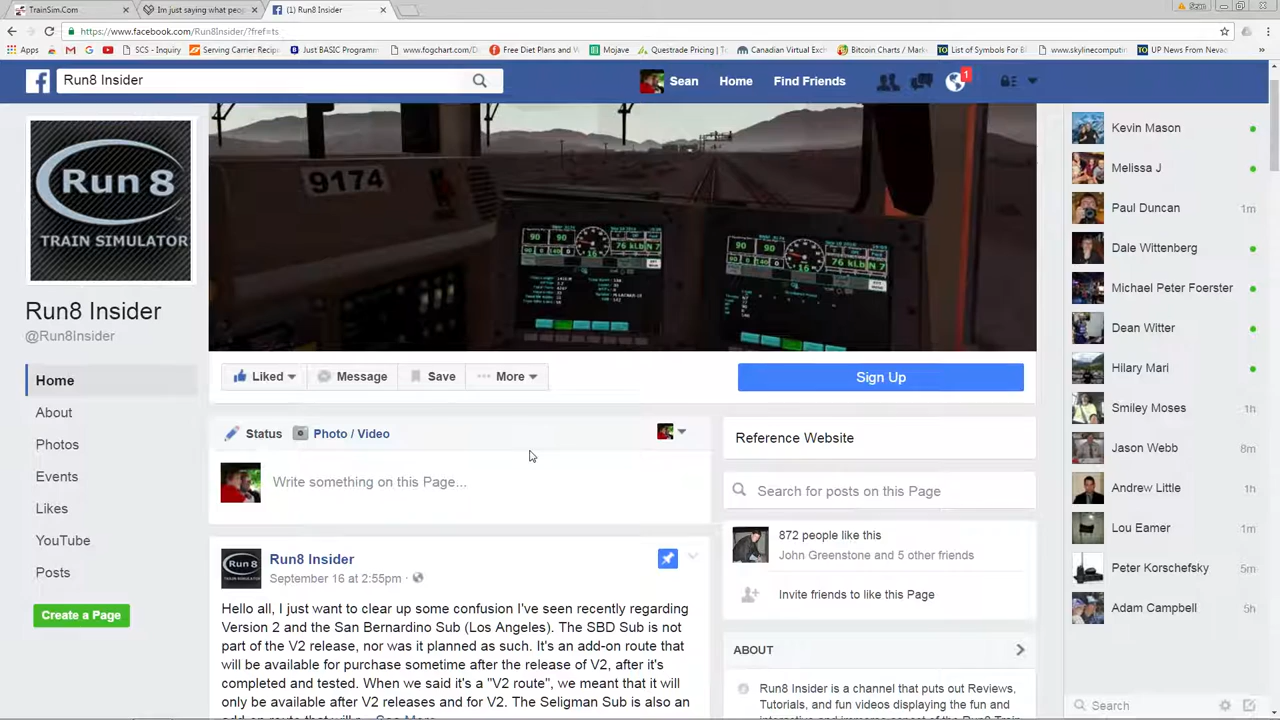 TrainSim.Com
Im just saying what peop
(1) Run8 Insider
Sean
https://www.facebook.com/Run8Insider/?fref=ts
Apps
SCS - Inquiry
Serving Carrier Recip
Just BASIC Programm
www.fogchart.com
Free Diet Plans and W
Mojave
Questrade Pricing |
Canadian Virtual Exch
Bitcoin Charts / Mark
List of Symbols For Bl
www.skylinecomputin
UP News From Nevad
Run8 Insider
Sean
Home
Find Friends
1
Run 8
TRAIN SIMULATOR
9174
Run8 Insider
@Run8Insider
Home
About
Photos
Events
Likes
YouTube
Posts
Create a Page
Liked
Message
Save
More
Sign Up
Status
Photo / Video
Write something on this Page...
Run8 Insider
September 16 at 2:55pm
Hello all, I just want to clear up some confusion I've seen recently regarding
Version 2 and the San Bernardino Sub (Los Angeles). The SBD Sub is not
part of the V2 release, nor was it planned as such. It's an add-on route that
will be available for purchase sometime after the release of V2, after it's
completed and tested. When we said it's a "V2 route", we meant that it will
only be available after V2 releases and for V2. The Seligman Sub is also an
Reference Website
Search for posts on this Page
872 people like this
John Greenstone and 5 other friends
Invite friends to like this Page
ABOUT
Run8 Insider is a channel that puts out Reviews,
Tutorials, and fun videos displaying the fun and
Kevin Mason
Melissa J
Paul Duncan 1m
Dale Wittenberg
Michael Peter Foerster
Dean Witter
Hilary Mari
Smiley Moses 1h
Jason Webb 8m
Andrew Little 1h
Lou Eamer 1m
Peter Korschefsky 5m
Adam Campbell 5h
Search